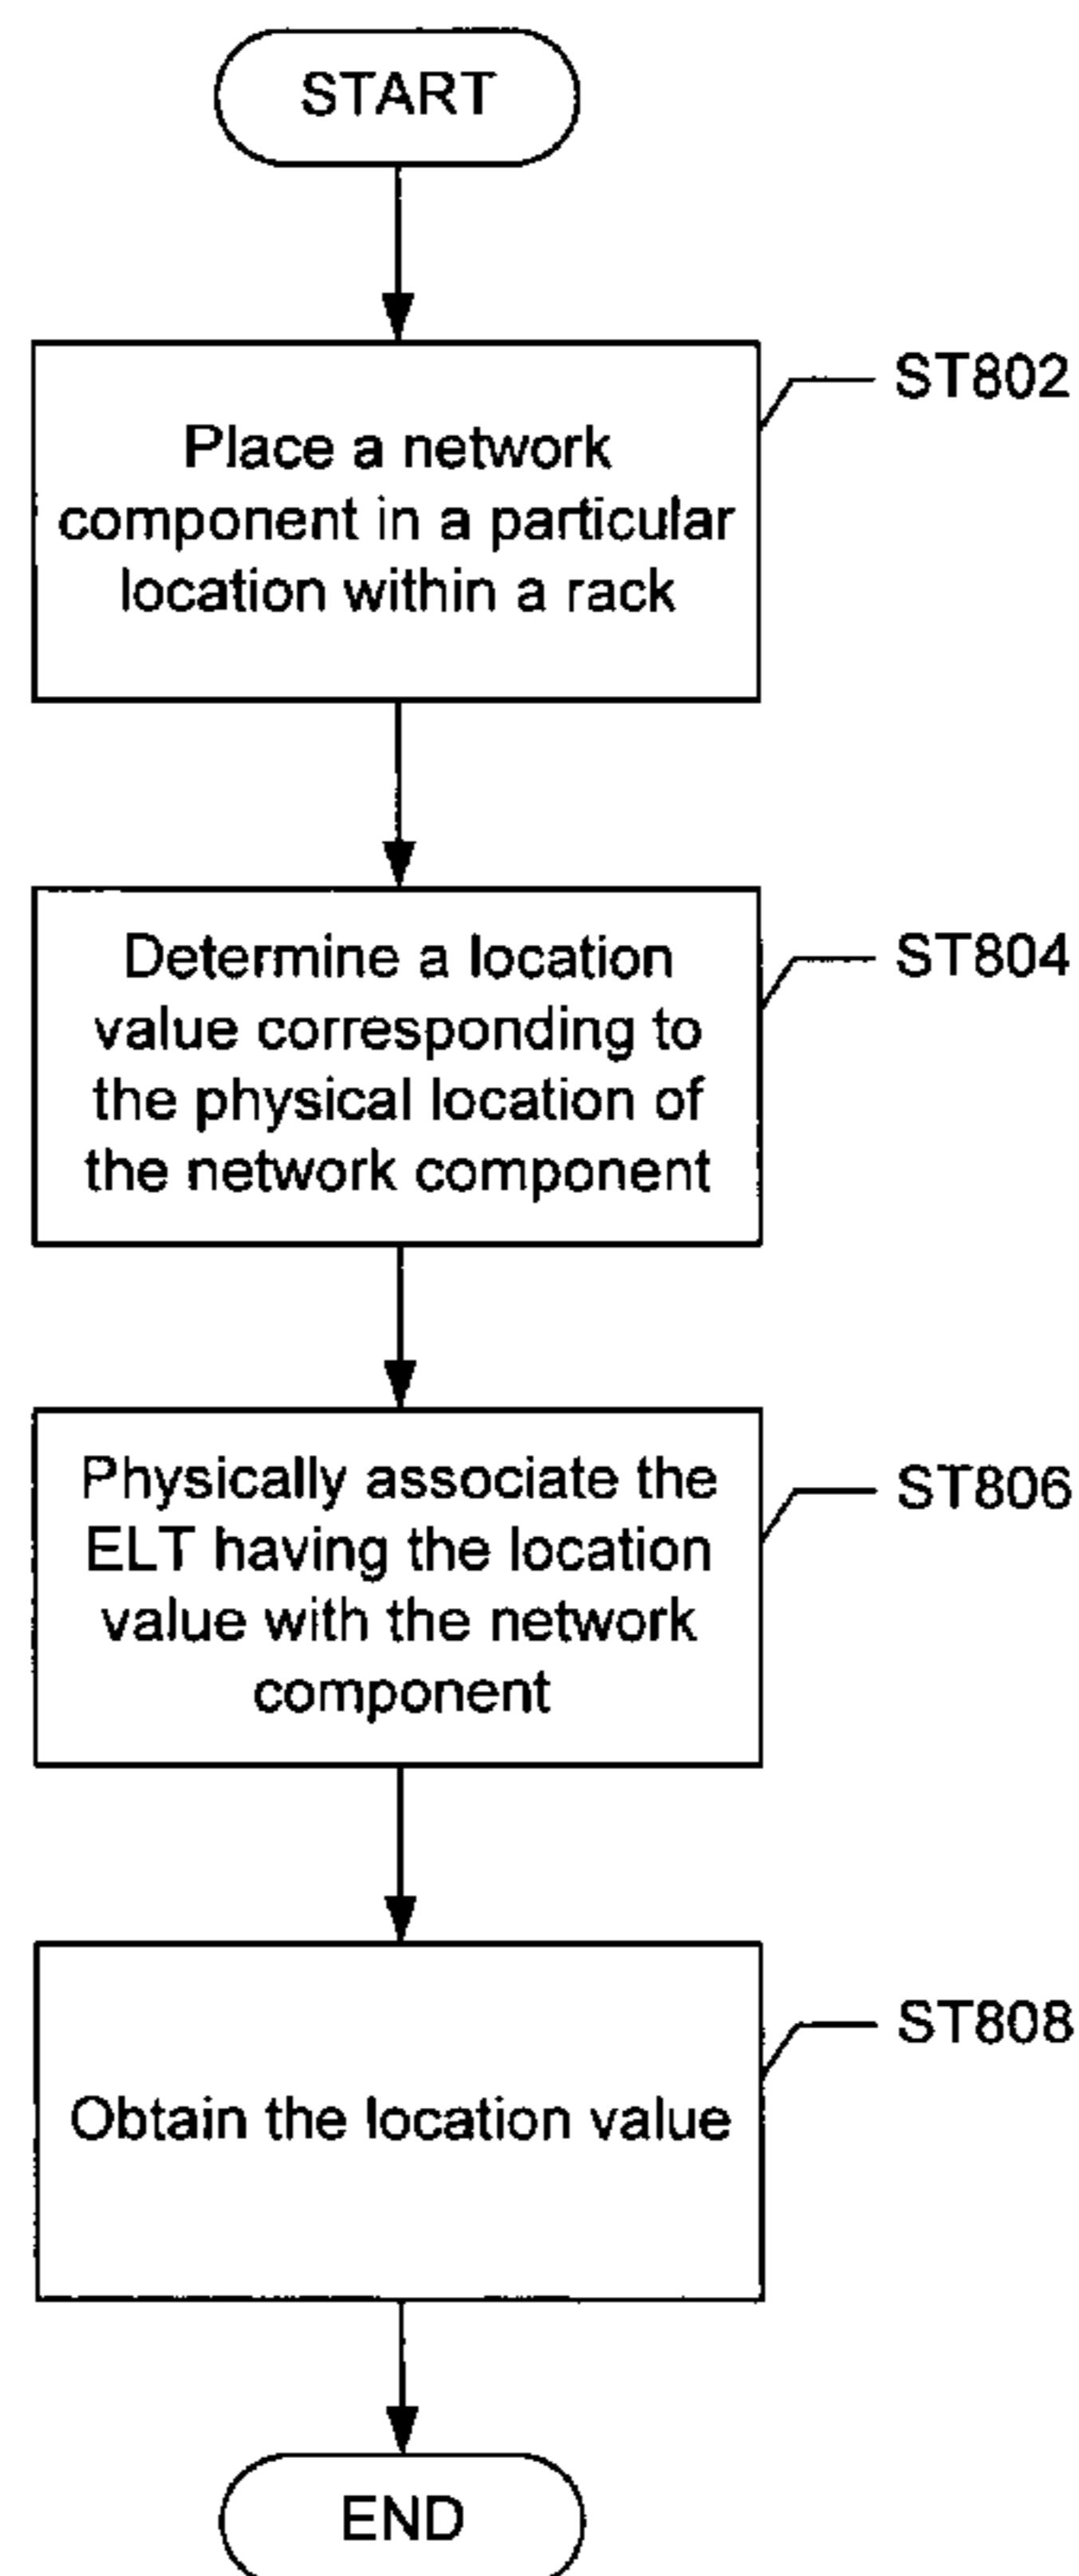 START
Place a network
component in a particular
location within a rack
ST802
Determine a location
value corresponding to
the physical location of
the network component
ST804
Physically associate the
ELT having the location
value with the network
component
ST806
Obtain the location value
ST808
END